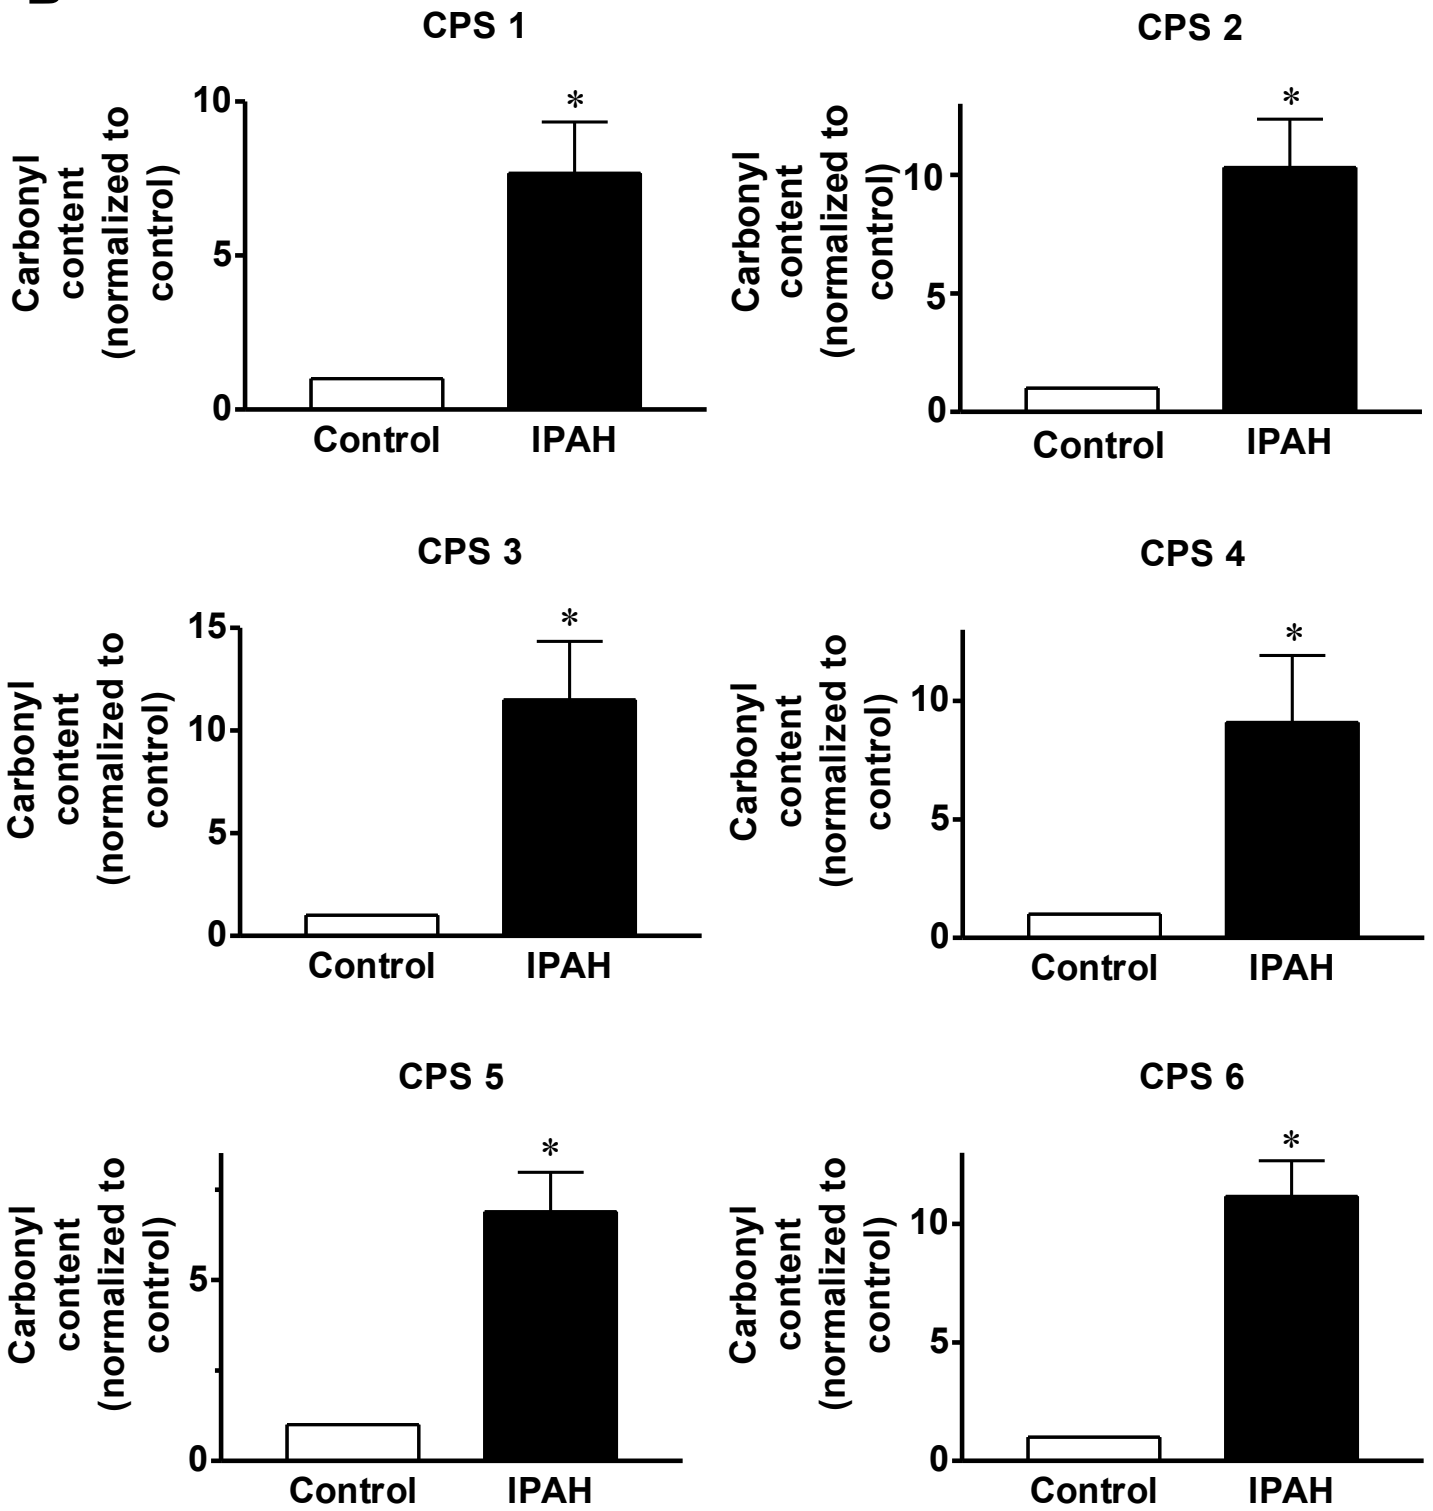 B
CPS 1
Carbonyl
content
(normalized to
control)
10
5
0
*
Control
IPAH
CPS 2
Carbonyl
content
(normalized to
control)
10
5
0
*
Control
IPAH
CPS 3
Carbonyl
content
(normalized to
control)
15
10
5
0
*
Control
IPAH
CPS 4
Carbonyl
content
(normalized to
control)
10
5
0
*
Control
IPAH
CPS 5
Carbonyl
content
(normalized to
control)
5
0
*
Control
IPAH
CPS 6
Carbonyl
content
(normalized to
control)
10
5
0
*
Control
IPAH